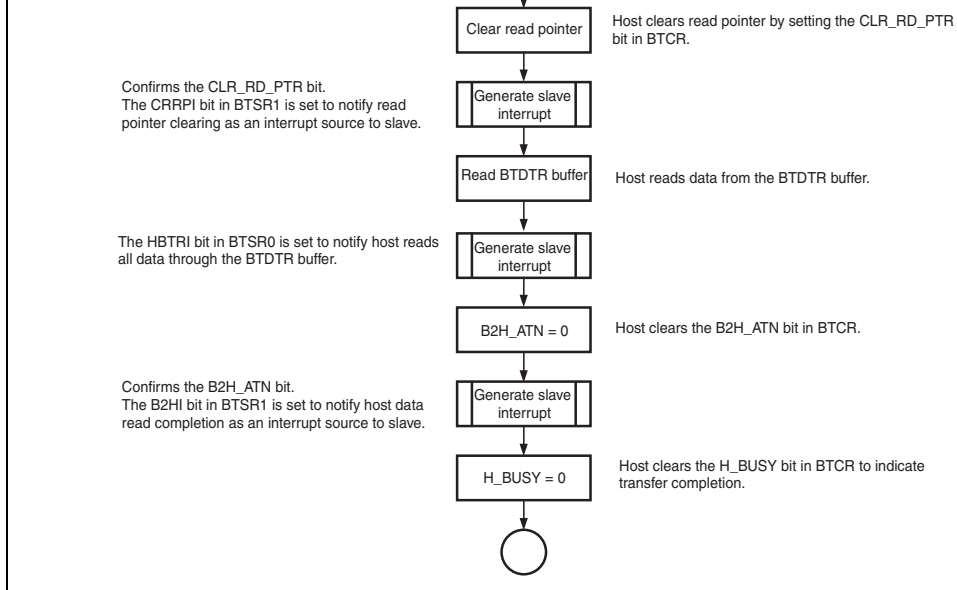 Clear read pointer
Host clears read pointer by setting the CLR_RD_PTR
bit in BTCR.
Confirms the CLR_RD_PTR bit.
The CRRPI bit in BTSR1 is set to notify read
pointer clearing as an interrupt source to slave.
Generate slave
interrupt
Read BTDTR buffer
Host reads data from the BTDTR buffer.
The HBTRI bit in BTSR0 is set to notify host reads
all data through the BTDTR buffer.
Generate slave
interrupt
B2H_ATN = 0
Host clears the B2H_ATN bit in BTCR.
Confirms the B2H_ATN bit.
The B2HI bit in BTSR1 is set to notify host data
read completion as an interrupt source to slave.
Generate slave
interrupt
H_BUSY = 0
Host clears the H_BUSY bit in BTCR to indicate
transfer completion.